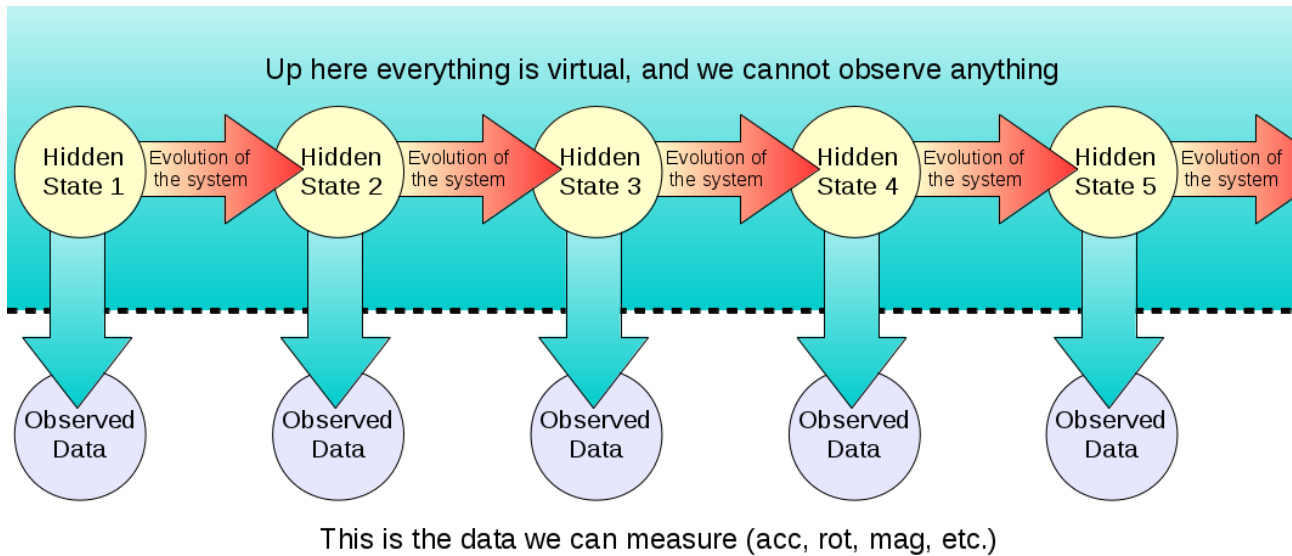 Up here everything is virtual, and we cannot observe anything
Hidden
State 1
Evolution of
the system
Hidden
State 2
Evolution of
the system
Hidden
State 3
Evolution of
the system
Hidden
State 4
Evolution of
the system
Hidden
State 5
Evolution of
the system
Observed
Data
Observed
Data
Observed
Data
Observed
Data
Observed
Data
This is the data we can measure (acc, rot, mag, etc.)